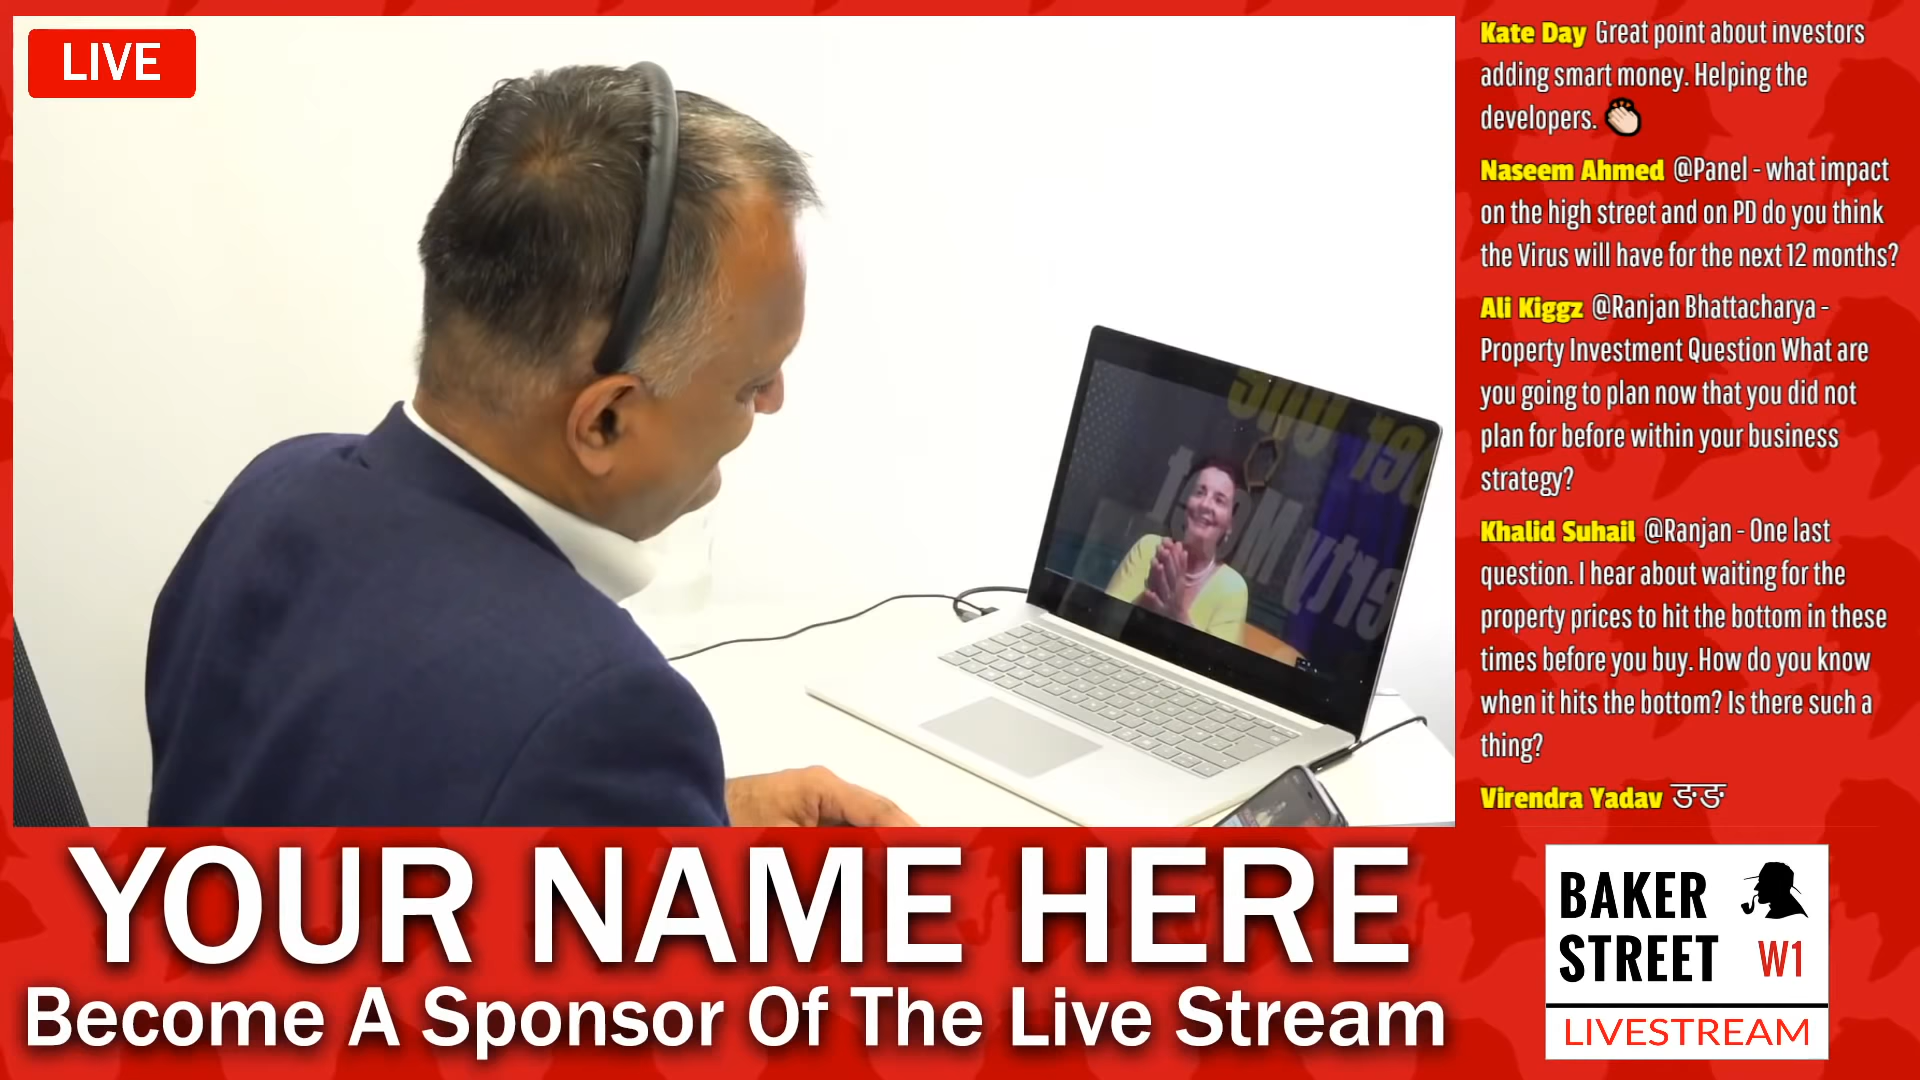 LIVE
Kate Day Great point about investors
adding smart money. Helping the
developers. 👏
Naseem Ahmed @Panel - what impact
on the high street and on PD do you think
the Virus will have for the next 12 months?
Ali Kiggz @Ranjan Bhattacharya -
Property Investment Question What are
you going to plan now that you did not
plan for before within your business
strategy?
Khalid Suhail @Ranjan - One last
question. I hear about waiting for the
property prices to hit the bottom in these
times before you buy. How do you know
when it hits the bottom? Is there such a
thing?
Virendra Yadav ङङ
YOUR NAME HERE
Become A Sponsor Of The Live Stream
BAKER
STREET W1
LIVESTREAM